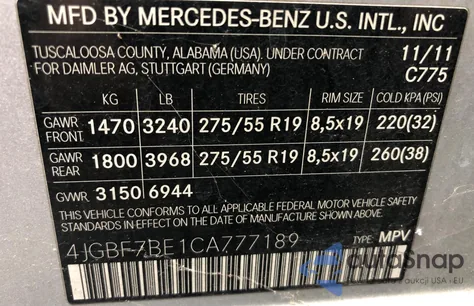 MFD BY MERCEDES-BENZ U.S. INTL., INC
TUSCALOOSA COUNTY, ALABAMA (USA). UNDER CONTRACT 11/11
FOR DAIMLER AG, STUTTGART (GERMANY) C775
KG LB TIRES RIM SIZE COLD KPA (PSI)
GAWR FRONT 1470 3240 275/55 R19 8,5x19 220(32)
GAWR REAR 1800 3968 275/55 R19 8,5x19 260(38)
GVWR 3150 6944
THIS VEHICLE CONFORMS TO ALL APPLICABLE FEDERAL MOTOR VEHICLE SAFETY
STANDARDS IN EFFECT ON THE DATE OF MANUFACTURE SHOWN ABOVE.
4JGBF7BE1CA777189 TYPE: MPV
autoSnap
aukcji USA i EU